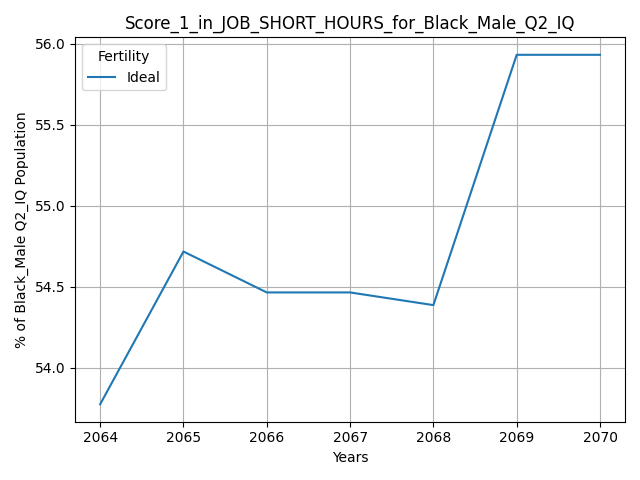 Score_1_in_JOB_SHORT_HOURS_for_Black_Male_Q2_IQ
Fertility
Ideal
% of Black_Male Q2_IQ Population
56.0
55.5
55.0
54.5
54.0
2064 2065 2066 2067 2068 2069 2070
Years